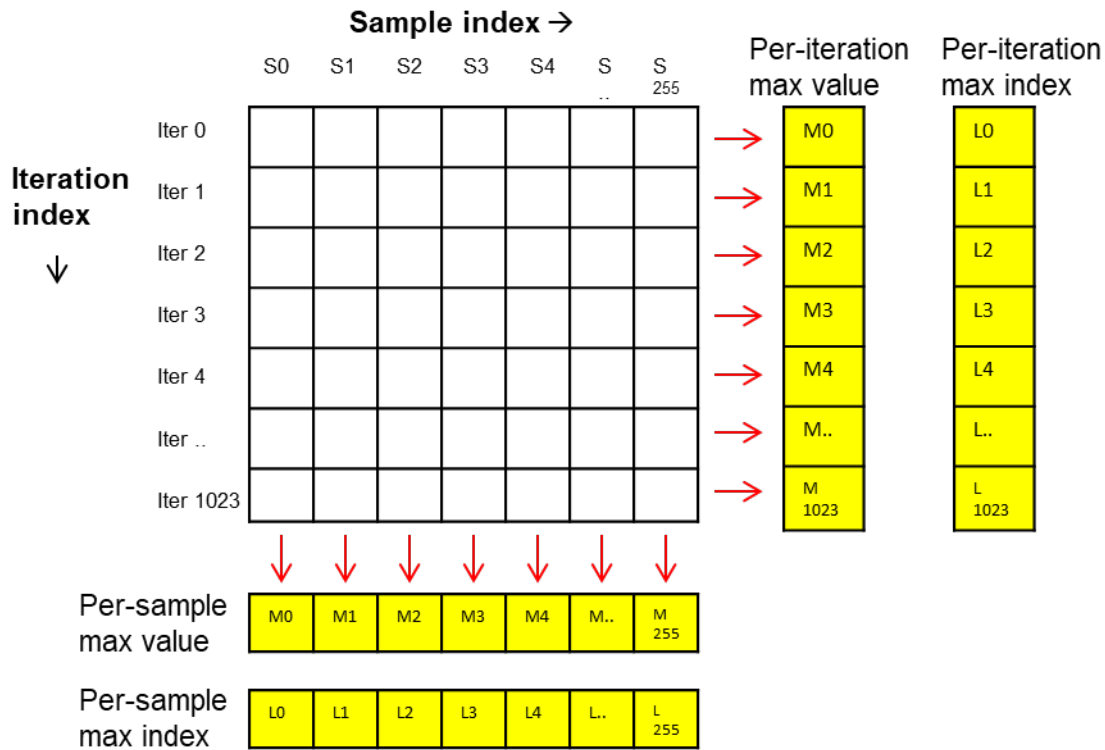 Sample index →
S0 S1 S2 S3 S4 S .. S 255
Per-iteration
max value
Per-iteration
max index
Iteration
index
↓
Iter 0
M0
L0
Iter 1
M1
L1
Iter 2
M2
L2
Iter 3
M3
L3
Iter 4
M4
L4
Iter ..
M..
L..
Iter 1023
M
1023
L
1023
Per-sample
max value
M0 M1 M2 M3 M4 M.. M 255
Per-sample
max index
L0 L1 L2 L3 L4 L.. L 255